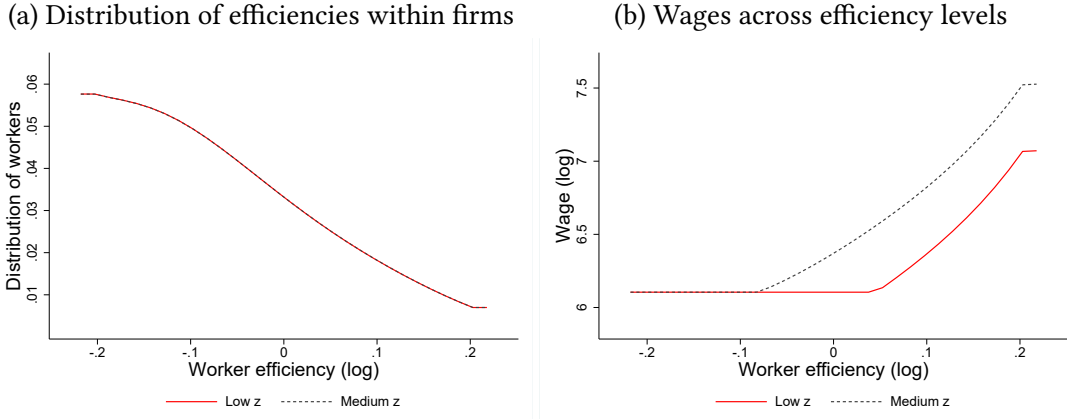 (a) Distribution of efficiencies within firms
Distribution of workers
.06
.05
.04
.03
.02
.01
-.2 -.1 0 .1 .2
Worker efficiency (log)
Low z Medium z
(b) Wages across efficiency levels
Wage (log)
7.5
7
6.5
6
-.2 -.1 0 .1 .2
Worker efficiency (log)
Low z Medium z